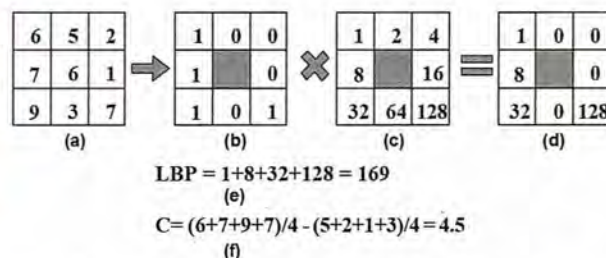 6 5 2 1 0 0 1 2 4 1 0 0
7 6 1 1 0 8 16 8 0
9 3 7 1 0 1 32 64 128 32 0 128
(a) (b) (c) (d)
LBP = 1+8+32+128 = 169
(e)
C= (6+7+9+7)/4 - (5+2+1+3)/4 = 4.5
(f)